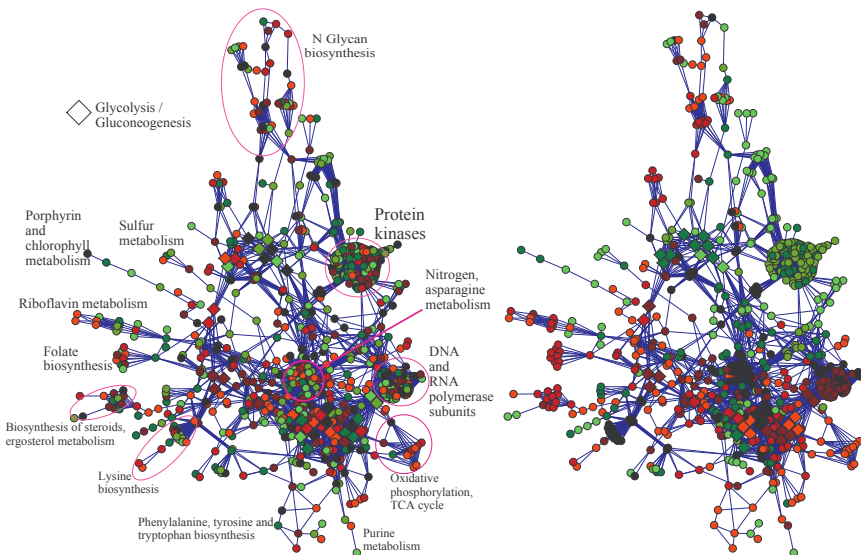 N Glycan
biosynthesis
Glycolysis /
Gluconeogenesis
Porphyrin
and
chlorophyll
metabolism
Sulfur
metabolism
Protein
kinases
Nitrogen,
asparagine
metabolism
Riboflavin metabolism
Folate
biosynthesis
DNA
and
RNA
polymerase
subunits
Biosynthesis of steroids,
ergosterol metabolism
Lysine
biosynthesis
Oxidative
phosphorylation,
TCA cycle
Phenylalanine, tyrosine and
tryptophan biosynthesis
Purine
metabolism